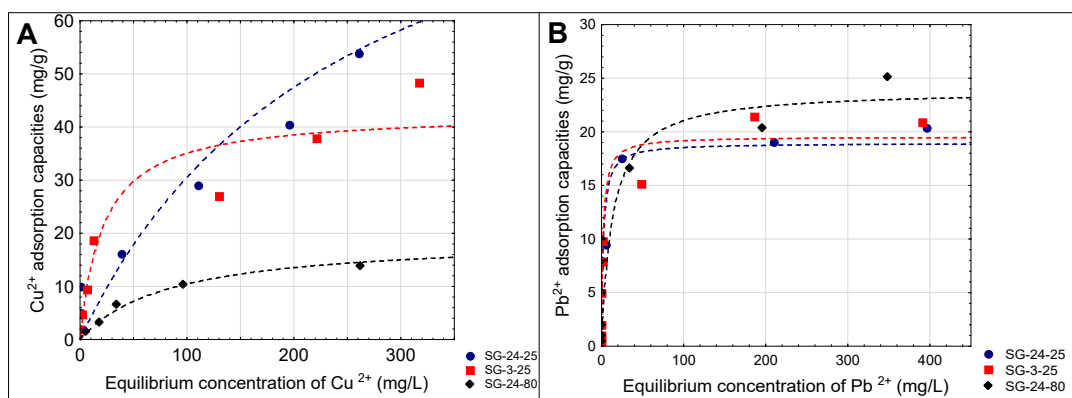 A
Cu2+ adsorption capacities (mg/g)
60
50
40
30
20
10
0
0 100 200 300
Equilibrium concentration of Cu 2+ (mg/L)
SG-24-25
SG-3-25
SG-24-80
B
Pb2+ adsorption capacities (mg/g)
30
25
20
15
10
5
0
0 100 200 300 400
Equilibrium concentration of Pb 2+ (mg/L)
SG-24-25
SG-3-25
SG-24-80